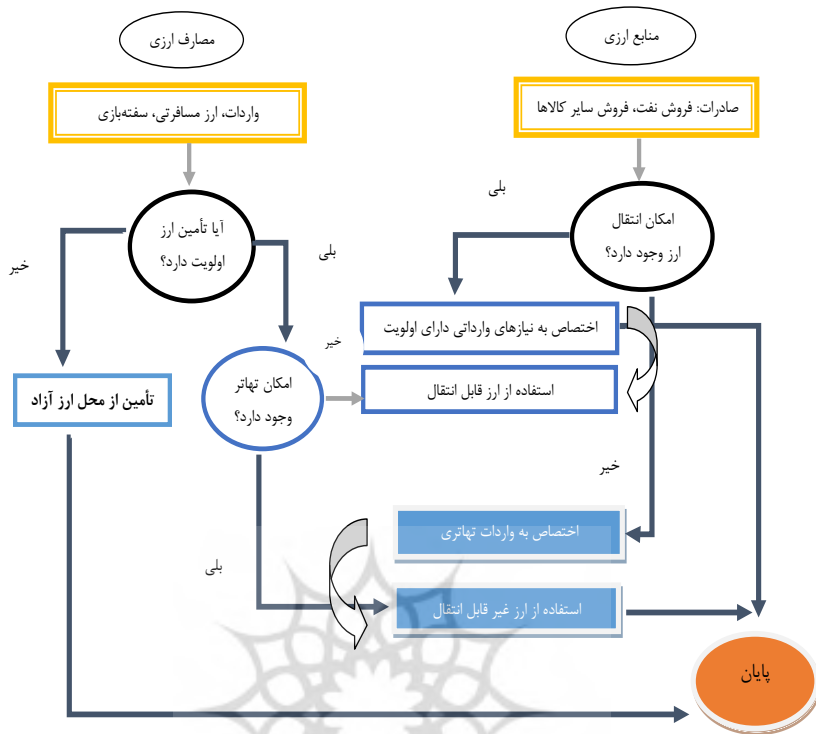 منابع ارزی
مصارف ارزی
صادرات: فروش نفت، فروش سایر کالاها
واردات، ارز مسافرتی، سفته‌بازی
بلی
امکان انتقال
ارز وجود دارد؟
آیا تأمین ارز
اولویت دارد؟
بلی
خیر
اختصاص به نیازهای وارداتی دارای اولویت
خیر
استفاده از ارز قابل انتقال
امکان تهاتر
وجود دارد؟
تأمین از محل ارز آزاد
خیر
اختصاص به واردات تهاتری
بلی
استفاده از ارز غیر قابل انتقال
پایان